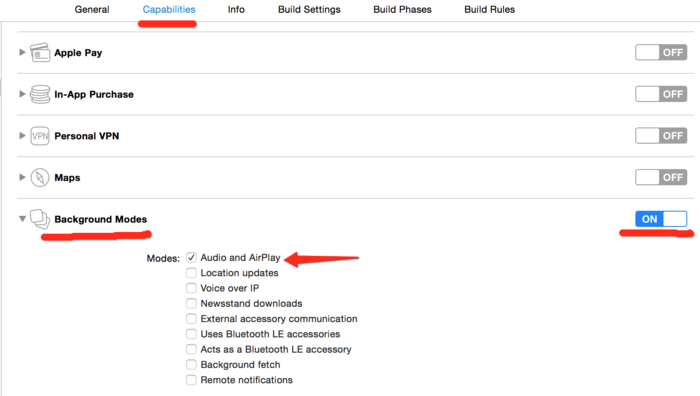 General Capabilities Info Build Settings Build Phases Build Rules
Apple Pay OFF
In-App Purchase OFF
VPN Personal VPN OFF
Maps OFF
Background Modes ON
Modes: Audio and AirPlay
Location updates
Voice over IP
Newsstand downloads
External accessory communication
Uses Bluetooth LE accessories
Acts as a Bluetooth LE accessory
Background fetch
Remote notifications